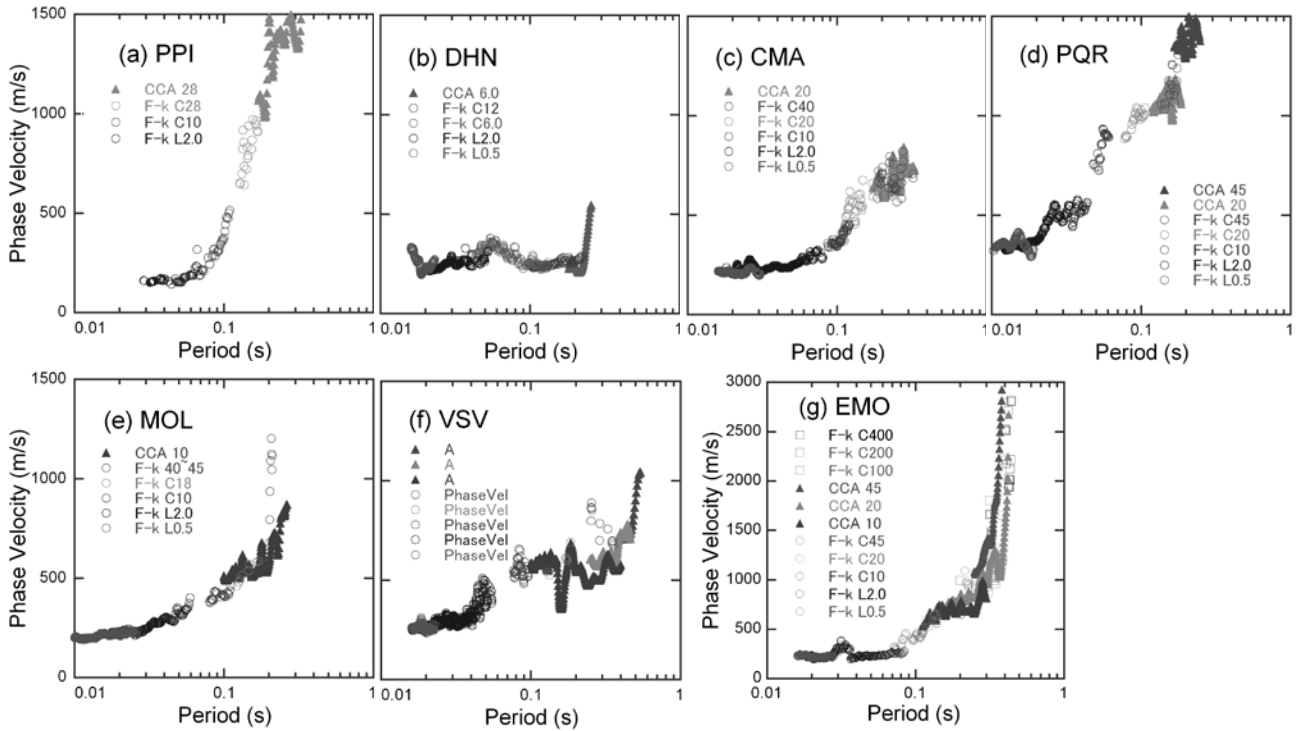 (a) PPI
CCA 28
F-k C28
F-k C10
F-k L2.0
(b) DHN
CCA 6.0
F-k C12
F-k C6.0
F-k L2.0
F-k L0.5
(c) CMA
CCA 20
F-k C40
F-k C20
F-k C10
F-k L2.0
F-k L0.5
(d) PQR
CCA 45
CCA 20
F-k C45
F-k C20
F-k C10
F-k L2.0
F-k L0.5
Phase Velocity (m/s)
1500
1000
500
0
0.01 0.1
0.01 0.1
0.01 0.1
0.01 0.1 1
Period (s)
Period (s)
Period (s)
Period (s)
(e) MOL
CCA 10
F-k 40~45
F-k C18
F-k C10
F-k L2.0
F-k L0.5
(f) VSV
A
A
A
PhaseVel
PhaseVel
PhaseVel
PhaseVel
PhaseVel
Phase Velocity (m/s)
1500
1000
500
0
0.01 0.1
0.01 0.1 1
Period (s)
Period (s)
(g) EMO
F-k C400
F-k C200
F-k C100
CCA 45
CCA 20
CCA 10
F-k C45
F-k C20
F-k C10
F-k L2.0
F-k L0.5
Phase Velocity (m/s)
3000
2500
2000
1500
1000
500
0
0.01 0.1 1
Period (s)